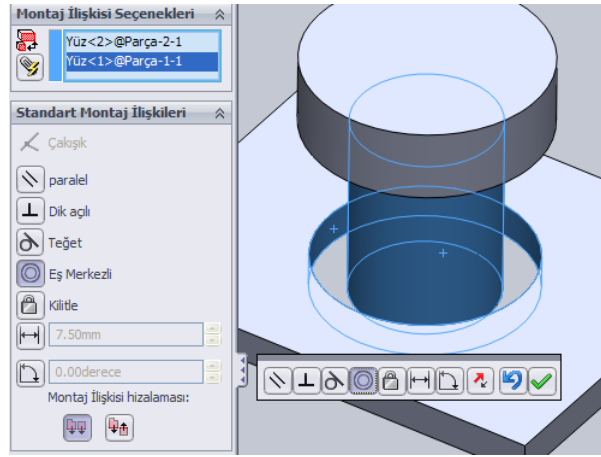 Montaj İlişkisi Seçenekleri
Yüz<2>@Parça-2-1
Yüz<1>@Parça-1-1
Standart Montaj İlişkileri
Çakışık
paralel
Dik açılı
Teğet
Eş Merkezli
Kilitle
7.50mm
0.00derece
Montaj İlişkisi hizalaması: